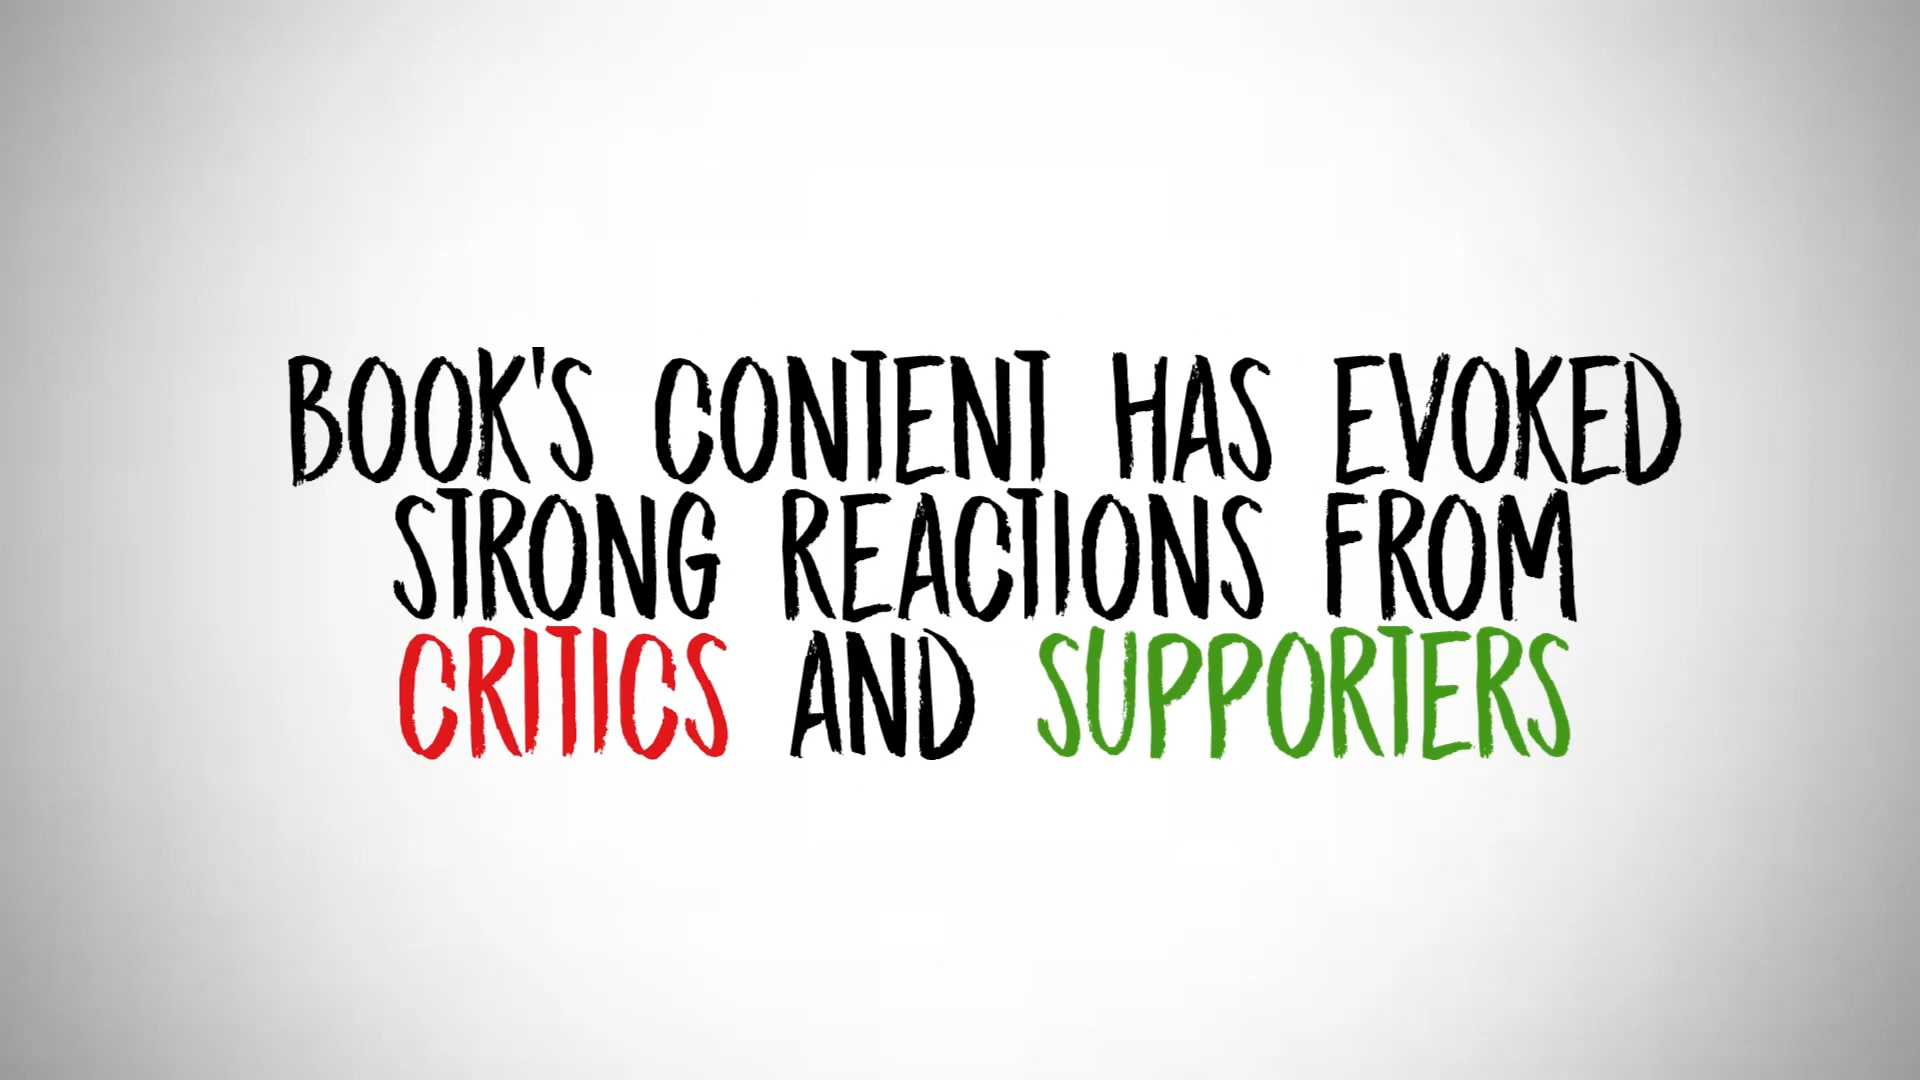 BOOK'S CONTENT HAS EVOKED
STRONG REACTIONS FROM
CRITICS AND SUPPORTERS